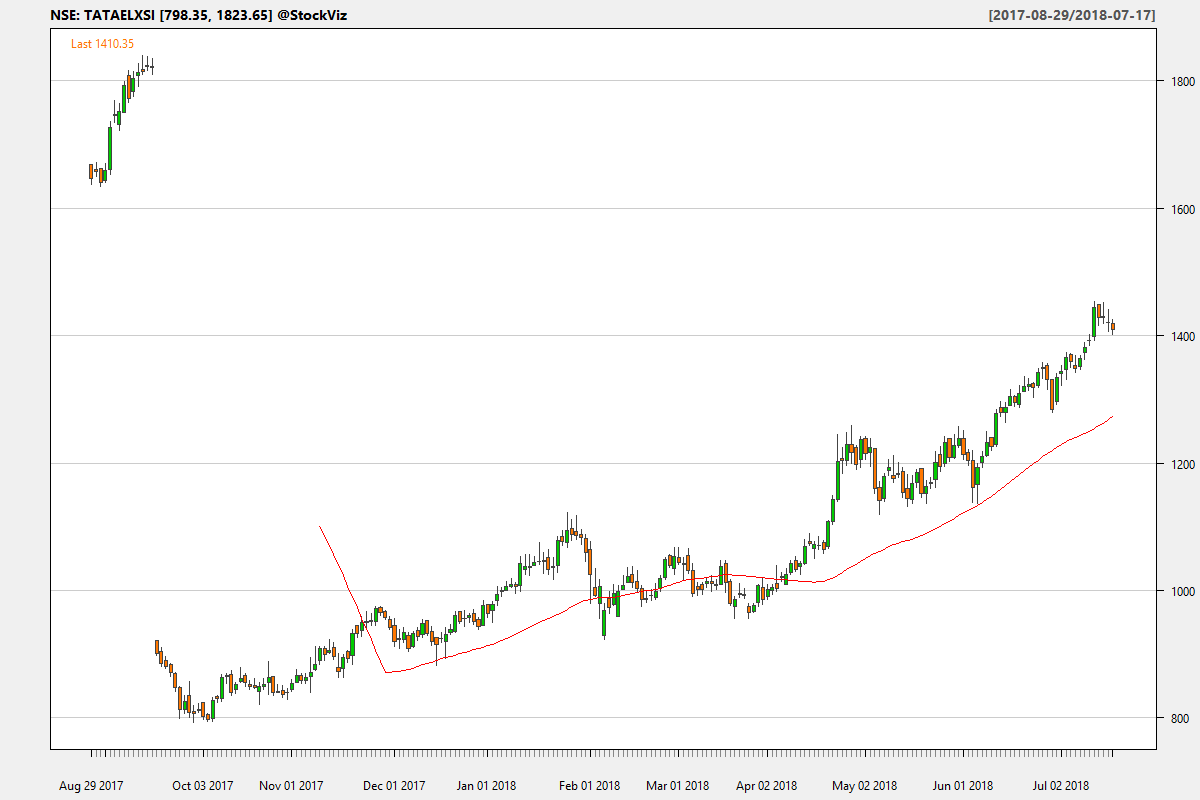 NSE: TATAELXSI [798.35, 1823.65] @StockViz [2017-08-29/2018-07-17]
Last 1410.35
1800
1600
1400
1200
1000
800
Aug 29 2017 Oct 03 2017 Nov 01 2017 Dec 01 2017 Jan 01 2018 Feb 01 2018 Mar 01 2018 Apr 02 2018 May 02 2018 Jun 01 2018 Jul 02 2018